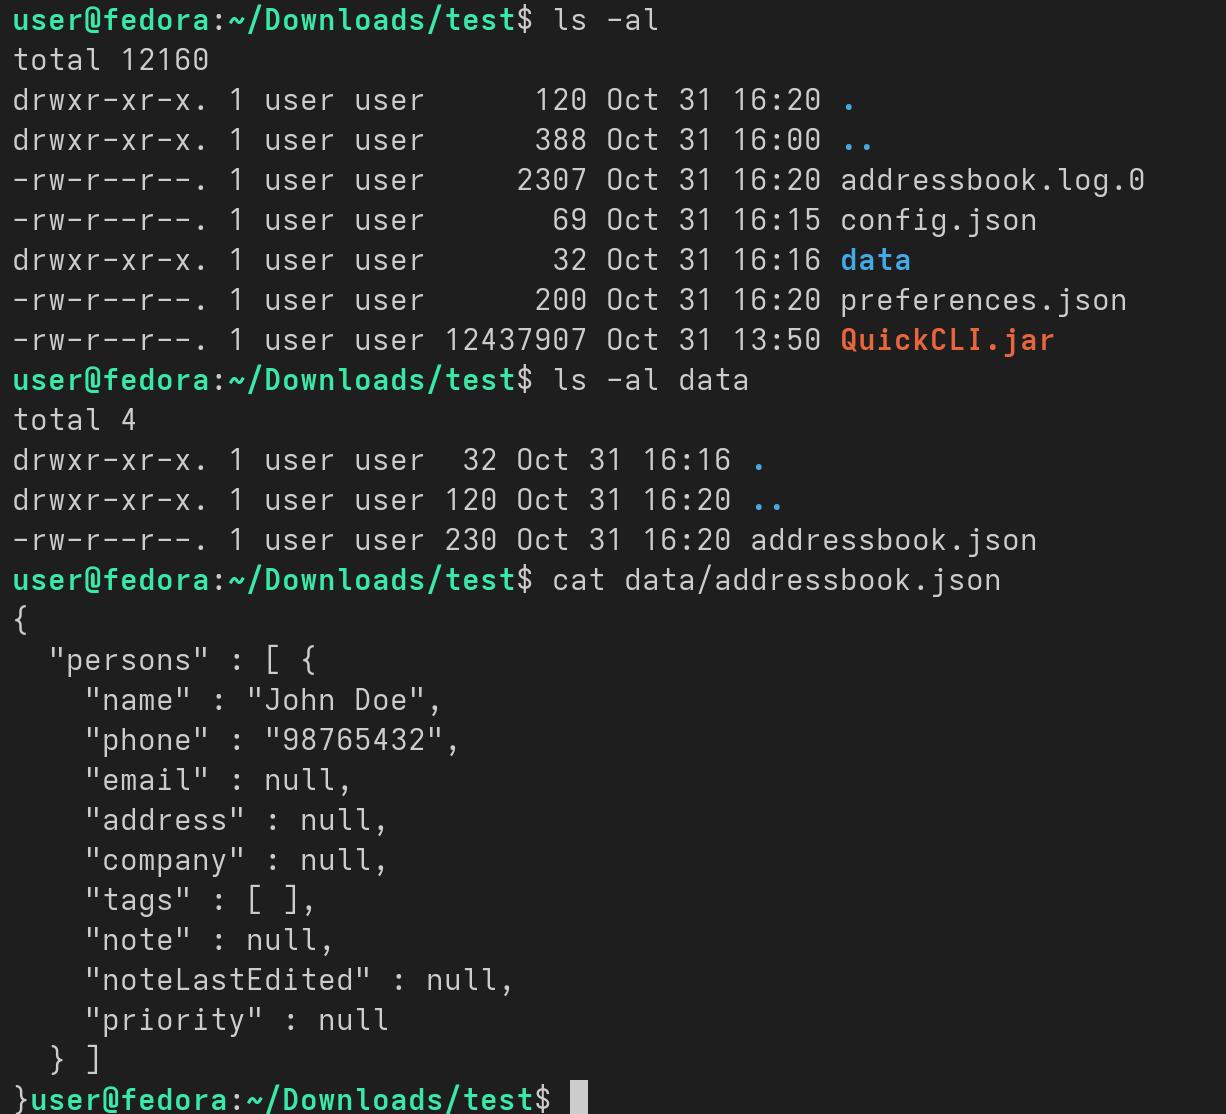 user@fedora:~/Downloads/test$ ls -al
total 12160
drwxr-xr-x. 1 user user      120 Oct 31 16:20 .
drwxr-xr-x. 1 user user      388 Oct 31 16:00 ..
-rw-r--r--. 1 user user     2307 Oct 31 16:20 addressbook.log.0
-rw-r--r--. 1 user user       69 Oct 31 16:15 config.json
drwxr-xr-x. 1 user user       32 Oct 31 16:16 data
-rw-r--r--. 1 user user      200 Oct 31 16:20 preferences.json
-rw-r--r--. 1 user user 12437907 Oct 31 13:50 QuickCLI.jar
user@fedora:~/Downloads/test$ ls -al data
total 4
drwxr-xr-x. 1 user user  32 Oct 31 16:16 .
drwxr-xr-x. 1 user user 120 Oct 31 16:20 ..
-rw-r--r--. 1 user user 230 Oct 31 16:20 addressbook.json
user@fedora:~/Downloads/test$ cat data/addressbook.json
{
  "persons" : [ {
    "name" : "John Doe",
    "phone" : "98765432",
    "email" : null,
    "address" : null,
    "company" : null,
    "tags" : [ ],
    "note" : null,
    "noteLastEdited" : null,
    "priority" : null
  } ]
}user@fedora:~/Downloads/test$